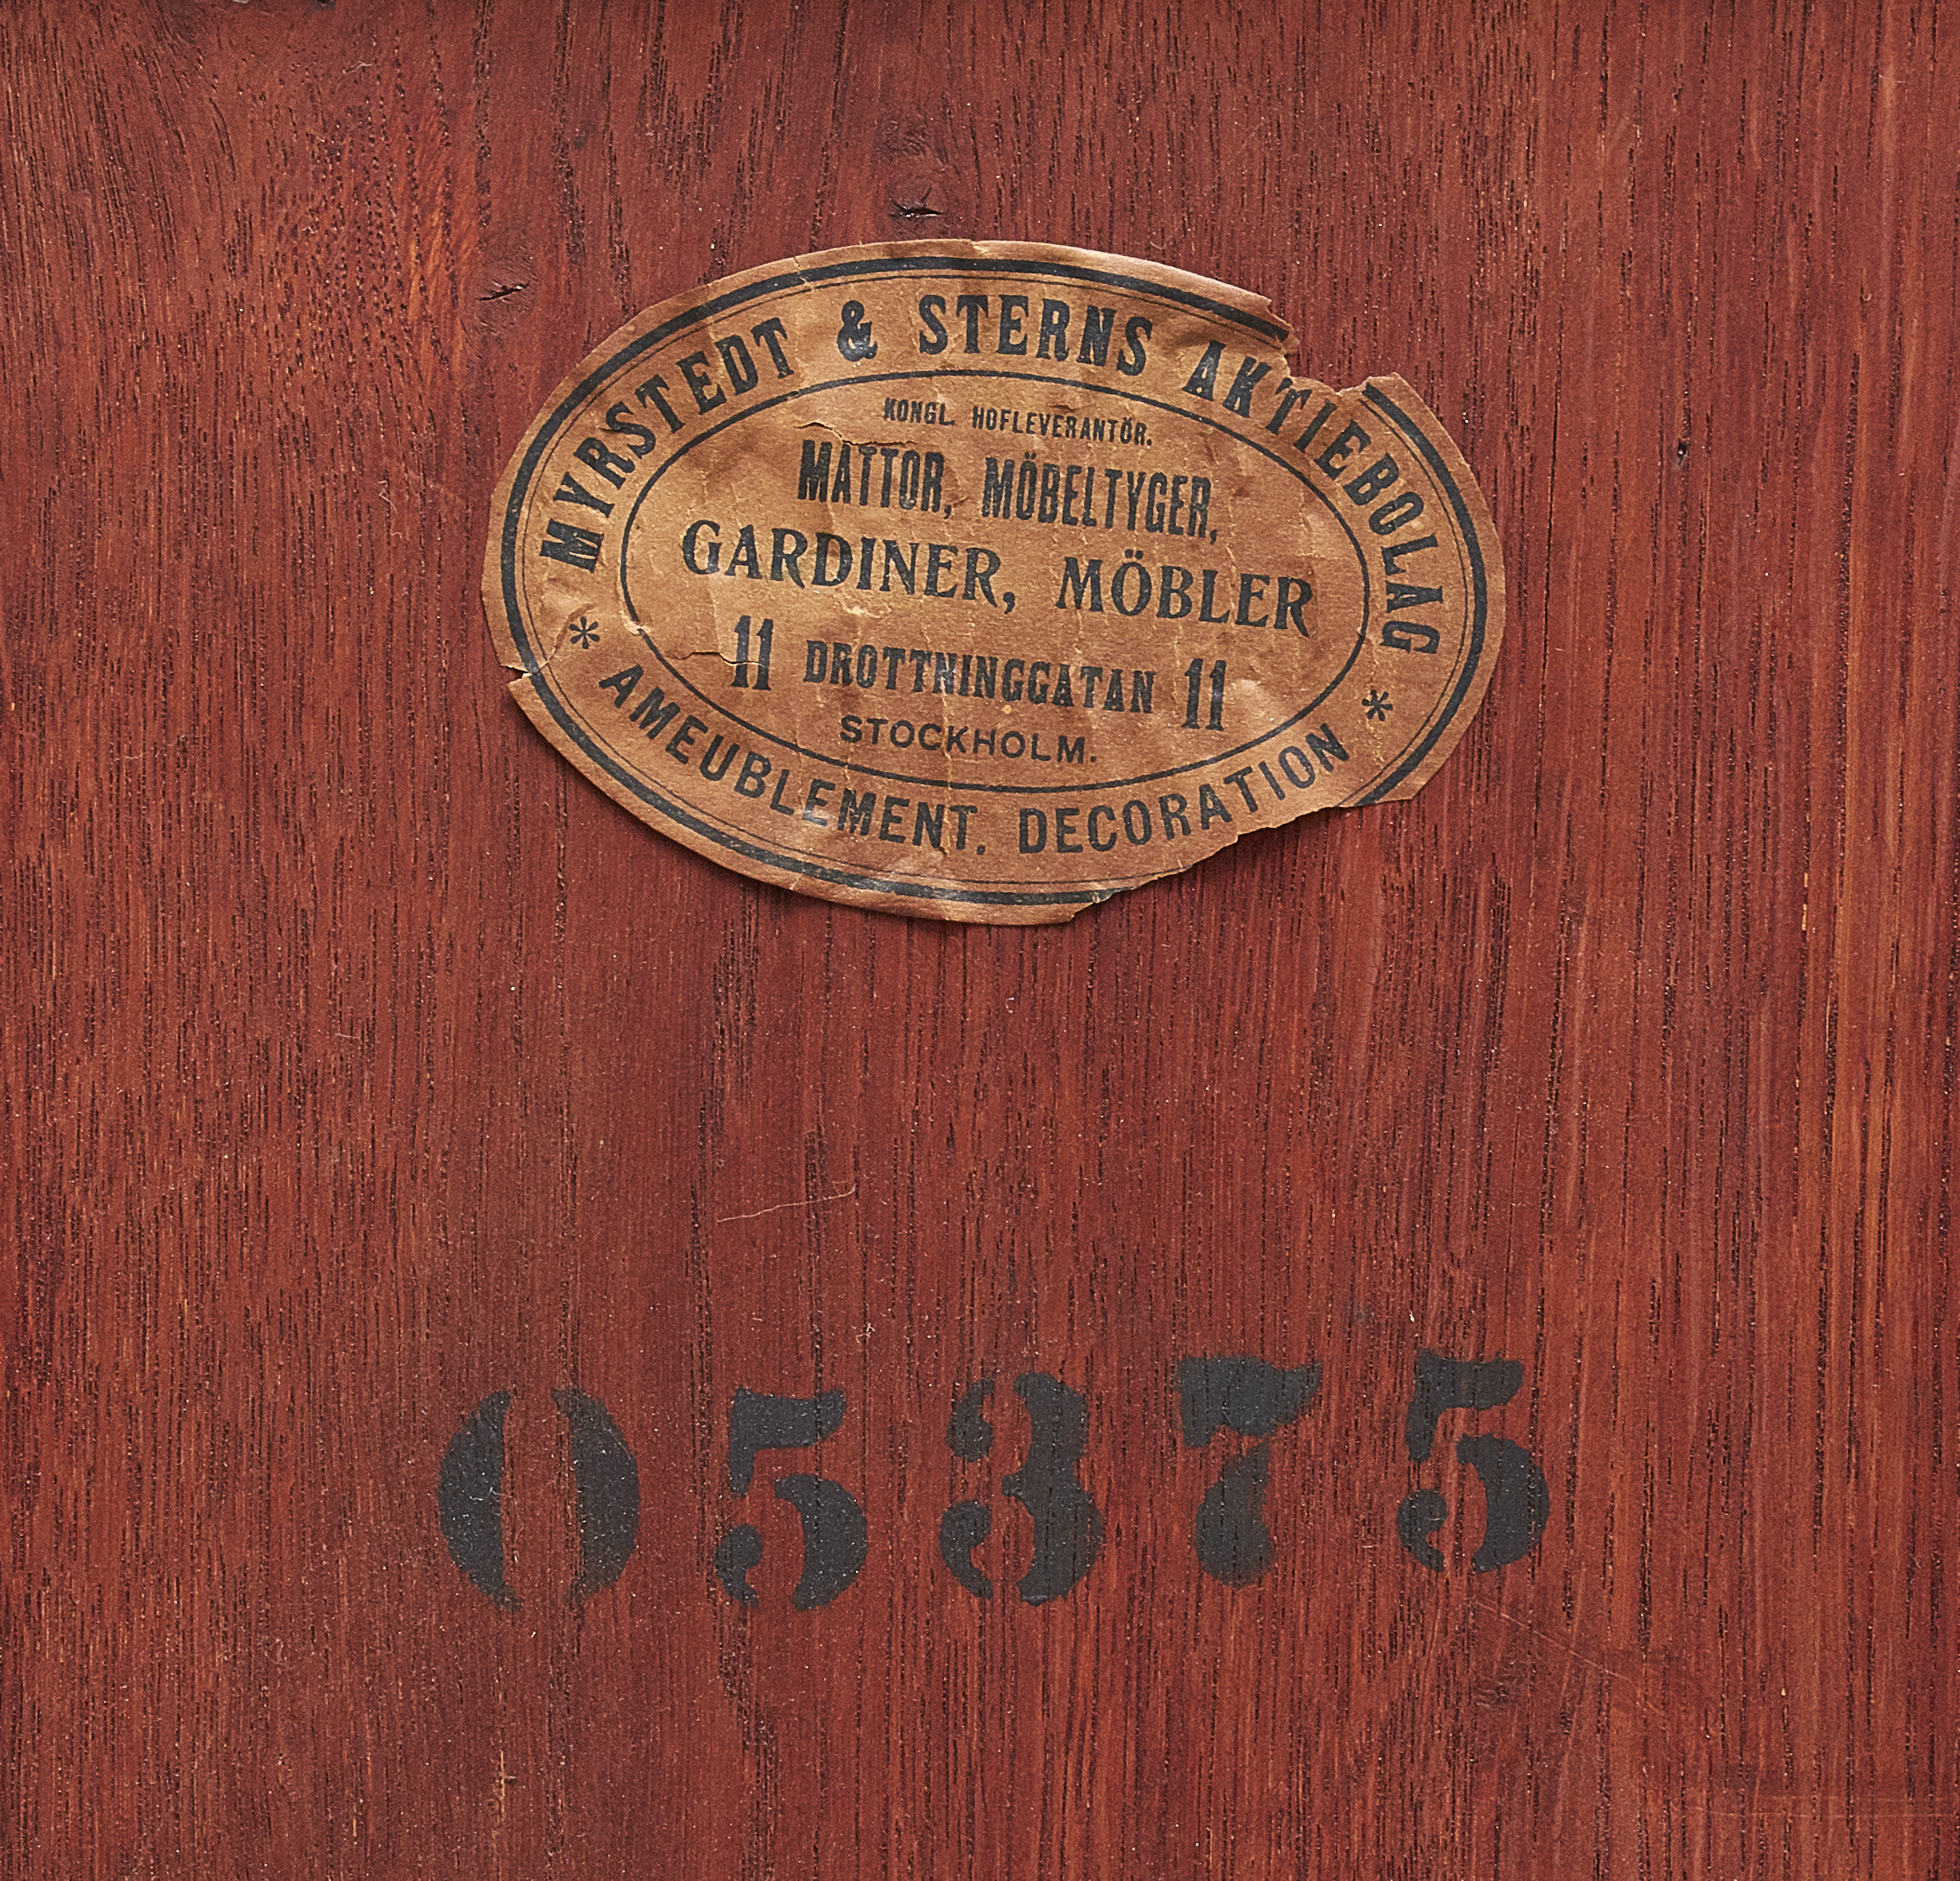 MYRSTEDT & STERNS AKTIEBOLAG
KONGL. HOFLEVERANTÖR.
MATTOR, MÖBELTYGER,
GARDINER, MÖBLER
11 DROTTNINGGATAN 11
STOCKHOLM.
* AMEUBLEMENT. DECORATION *
05375